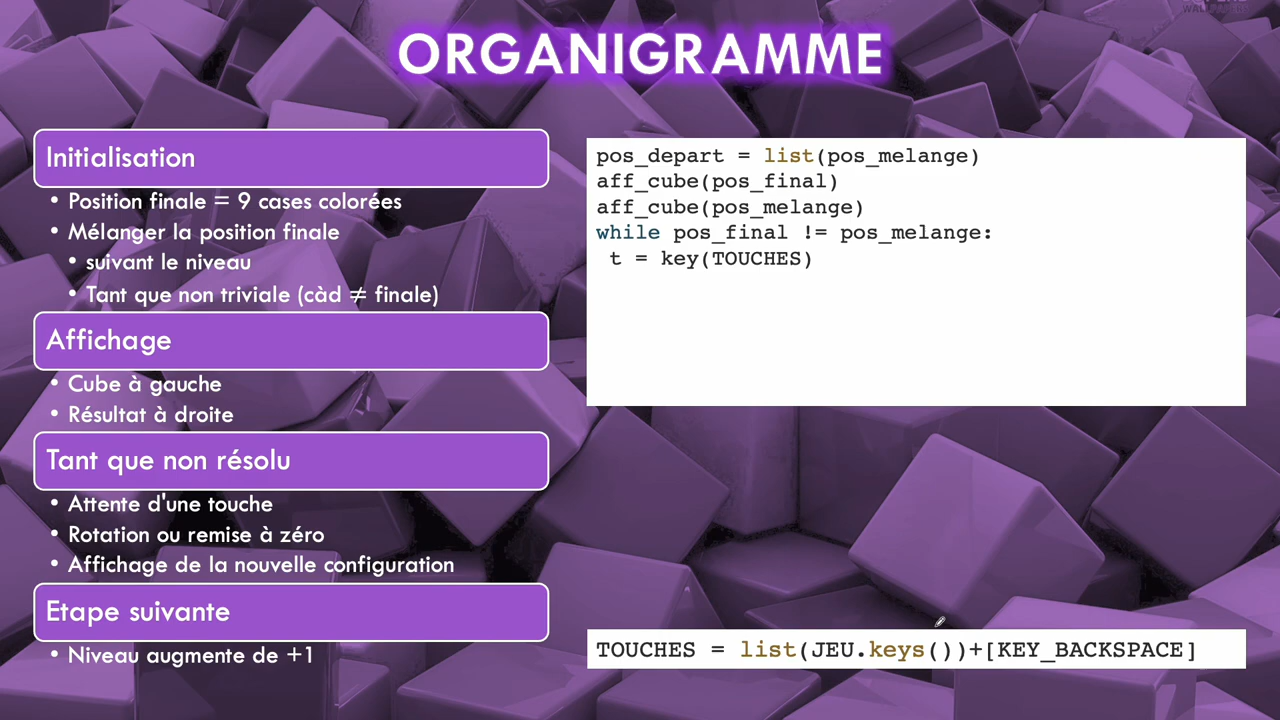 ORGANIGRAMME
Initialisation
• Position finale = 9 cases colorées
• Mélanger la position finale
• suivant le niveau
• Tant que non triviale (càd ≠ finale)
Affichage
• Cube à gauche
• Résultat à droite
Tant que non résolu
• Attente d'une touche
• Rotation ou remise à zéro
• Affichage de la nouvelle configuration
Etape suivante
• Niveau augmente de +1
pos_depart = list(pos_melange)
aff_cube(pos_final)
aff_cube(pos_melange)
while pos_final != pos_melange:
 t = key(TOUCHES)
TOUCHES = list(JEU.keys())+[KEY_BACKSPACE]